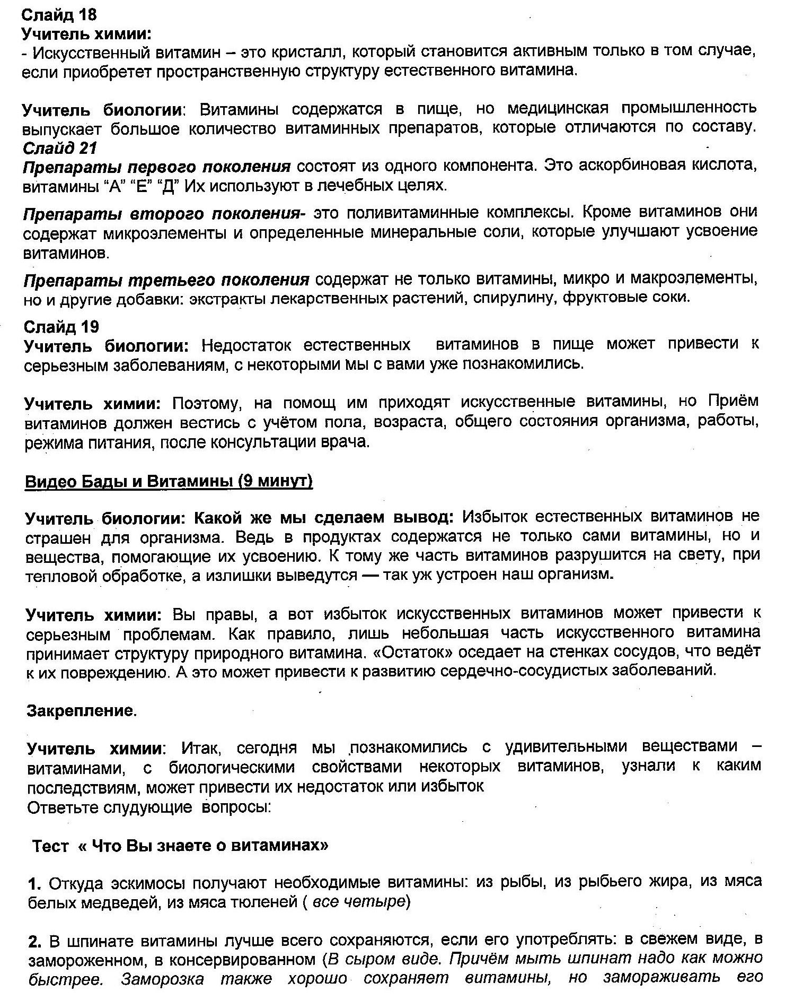 Слайд 18
Учитель химии:
- Искусственный витамин – это кристалл, который становится активным только в том случае,
если приобретет пространственную структуру естественного витамина.
Учитель биологии: Витамины содержатся в пище, но медицинская промышленность
выпускает большое количество витаминных препаратов, которые отличаются по составу.
Слайд 21
Препараты первого поколения состоят из одного компонента. Это аскорбиновая кислота,
витамины “А” “Е” “Д” Их используют в лечебных целях.
Препараты второго поколения- это поливитаминные комплексы. Кроме витаминов они
содержат микроэлементы и определенные минеральные соли, которые улучшают усвоение
витаминов.
Препараты третьего поколения содержат не только витамины, микро и макроэлементы,
но и другие добавки: экстракты лекарственных растений, спирулину, фруктовые соки.
Слайд 19
Учитель биологии: Недостаток естественных витаминов в пище может привести к
серьезным заболеваниям, с некоторыми мы с вами уже познакомились.
Учитель химии: Поэтому, на помощ им приходят искусственные витамины, но Приём
витаминов должен вестись с учётом пола, возраста, общего состояния организма, работы,
режима питания, после консультации врача.
Видео Бады и Витамины (9 минут)
Учитель биологии: Какой же мы сделаем вывод: Избыток естественных витаминов не
страшен для организма. Ведь в продуктах содержатся не только сами витамины, но и
вещества, помогающие их усвоению. К тому же часть витаминов разрушится на свету, при
тепловой обработке, а излишки выведутся — так уж устроен наш организм.
Учитель химии: Вы правы, а вот избыток искусственных витаминов может привести к
серьезным проблемам. Как правило, лишь небольшая часть искусственного витамина
принимает структуру природного витамина. «Остаток» оседает на стенках сосудов, что ведёт
к их повреждению. А это может привести к развитию сердечно-сосудистых заболеваний.
Закрепление.
Учитель химии: Итак, сегодня мы познакомились с удивительными веществами –
витаминами, с биологическими свойствами некоторых витаминов, узнали к каким
последствиям, может привести их недостаток или избыток
Ответьте слудующие вопросы:
Тест « Что Вы знаете о витаминах»
1. Откуда эскимосы получают необходимые витамины: из рыбы, из рыбьего жира, из мяса
белых медведей, из мяса тюленей ( все четыре)
2. В шпинате витамины лучше всего сохраняются, если его употреблять: в свежем виде, в
замороженном, в консервированном (В сыром виде. Причём мыть шпинат надо как можно
быстрее. Заморозка также хорошо сохраняет витамины, но замораживать его